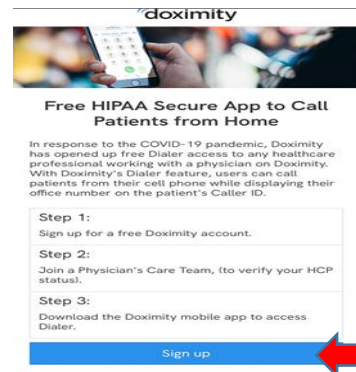 doximity
Free HIPAA Secure App to Call
Patients from Home
In response to the COVID-19 pandemic, Doximity
has opened up free Dialer access to any healthcare
professional working with a physician on Doximity.
With Doximity's Dialer feature, users can call
patients from their cell phone while displaying their
office number on the patient's Caller ID.
Step 1:
Sign up for a free Doximity account.
Step 2:
Join a Physician's Care Team, (to verify your HCP
status).
Step 3:
Download the Doximity mobile app to access
Dialer.
Sign up